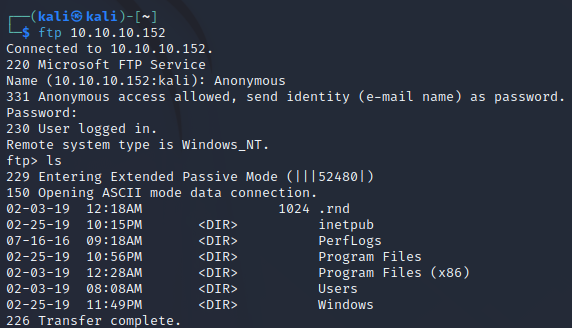 ┌──(kali㉿kali)-[~]
└─$ ftp 10.10.10.152
Connected to 10.10.10.152.
220 Microsoft FTP Service
Name (10.10.10.152:kali): Anonymous
331 Anonymous access allowed, send identity (e-mail name) as password.
Password:
230 User logged in.
Remote system type is Windows_NT.
ftp> ls
229 Entering Extended Passive Mode (|||52480|)
150 Opening ASCII mode data connection.
02-03-19  12:18AM                 1024 .rnd
02-25-19  10:15PM       <DIR>          inetpub
07-16-16  09:18AM       <DIR>          PerfLogs
02-25-19  10:56PM       <DIR>          Program Files
02-03-19  12:28AM       <DIR>          Program Files (x86)
02-03-19  08:08AM       <DIR>          Users
02-25-19  11:49PM       <DIR>          Windows
226 Transfer complete.